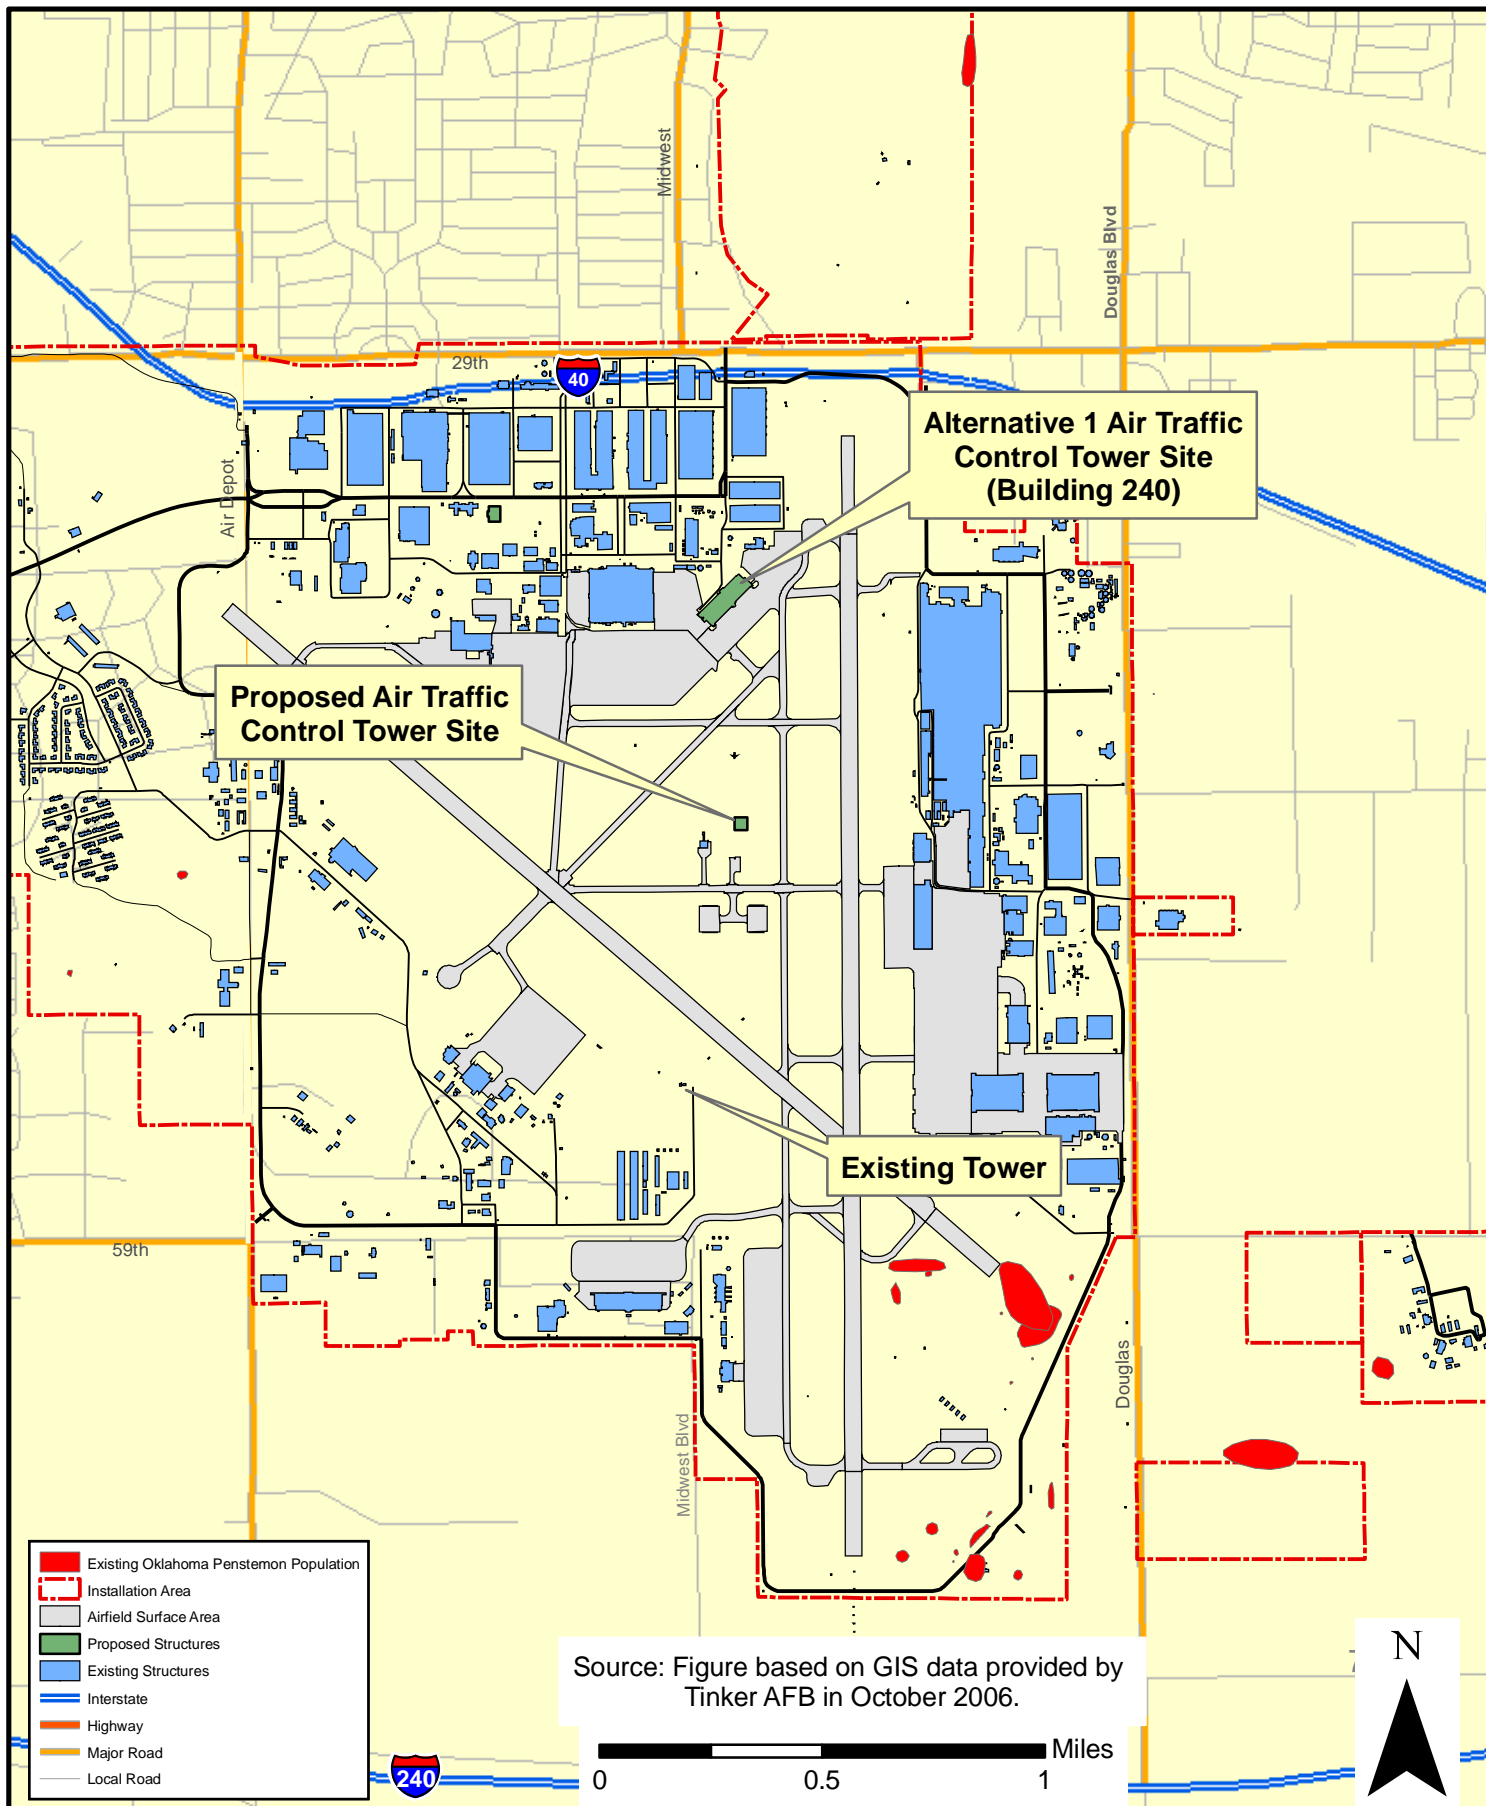 Midwest
Douglas Blvd
29th
40
Alternative 1 Air Traffic
Control Tower Site
(Building 240)
Air Depot
Proposed Air Traffic
Control Tower Site
Existing Tower
59th
Douglas
Midwest Blvd
Existing Oklahoma Penstemon Population
Installation Area
Airfield Surface Area
Proposed Structures
Existing Structures
Interstate
Highway
Major Road
Local Road
240
Source: Figure based on GIS data provided by
Tinker AFB in October 2006.
Miles
0 0.5 1
N